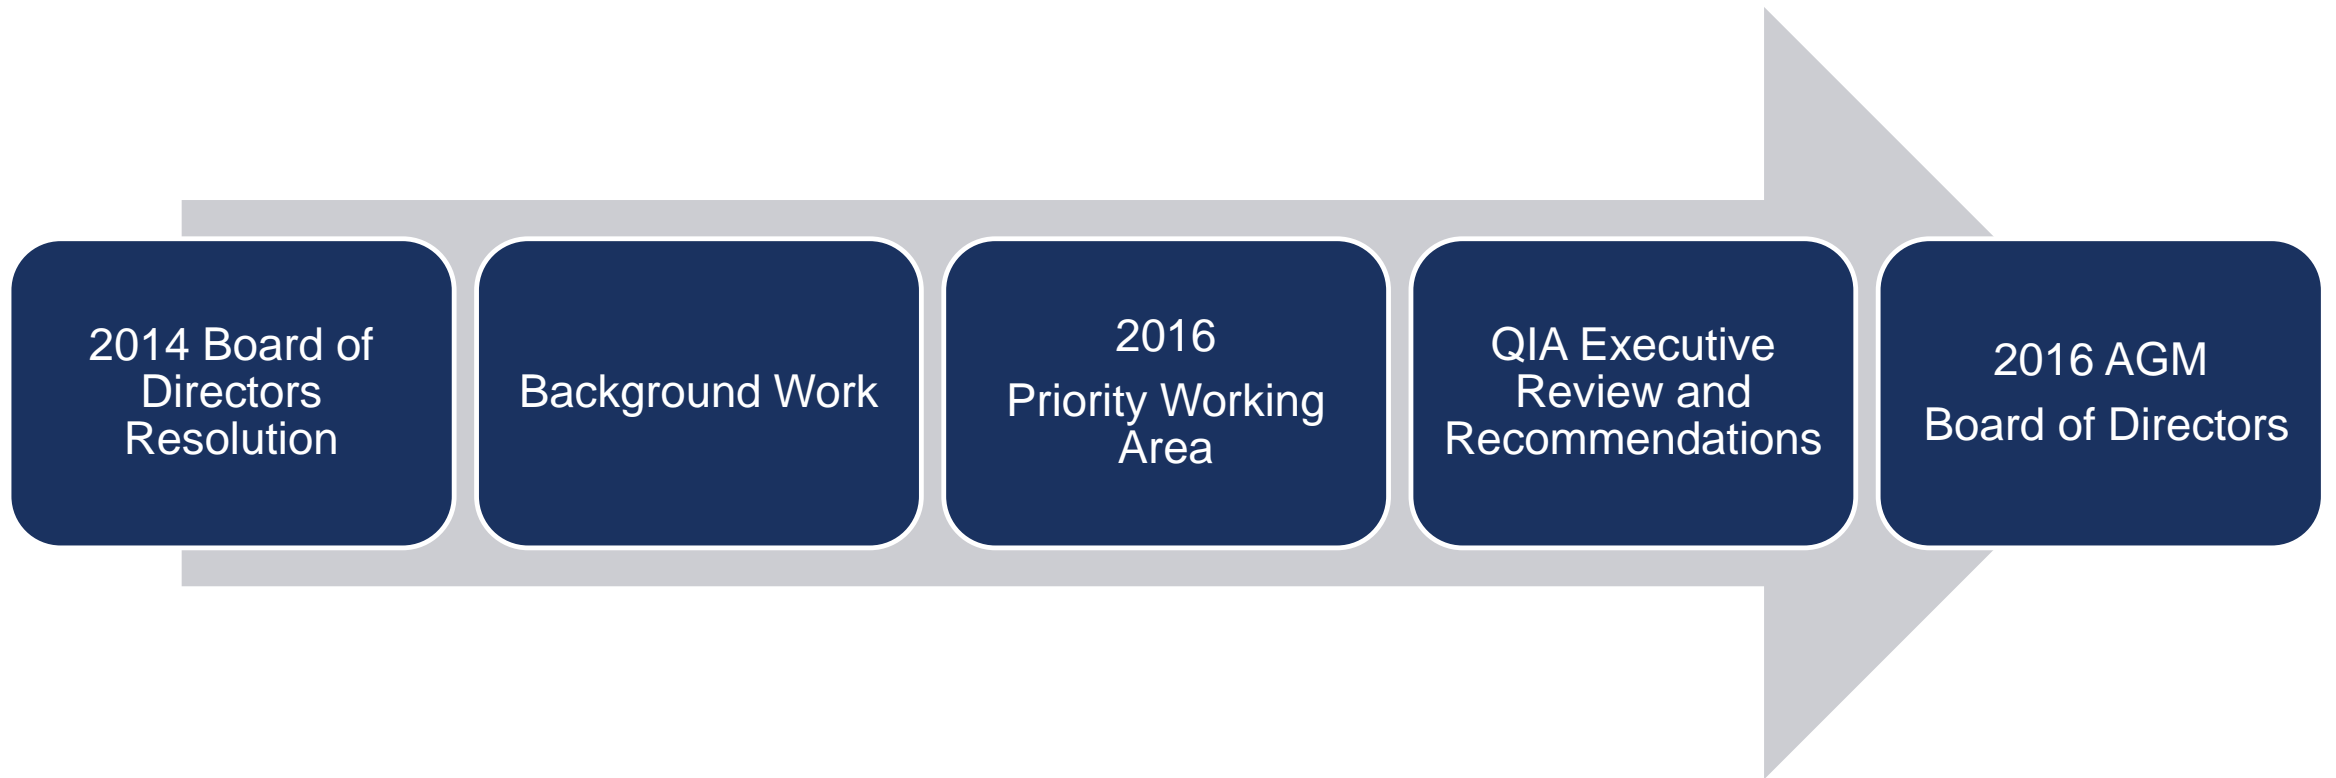 2014 Board of
Directors
Resolution
Background Work
2016
Priority Working
Area
QIA Executive
Review and
Recommendations
2016 AGM
Board of Directors